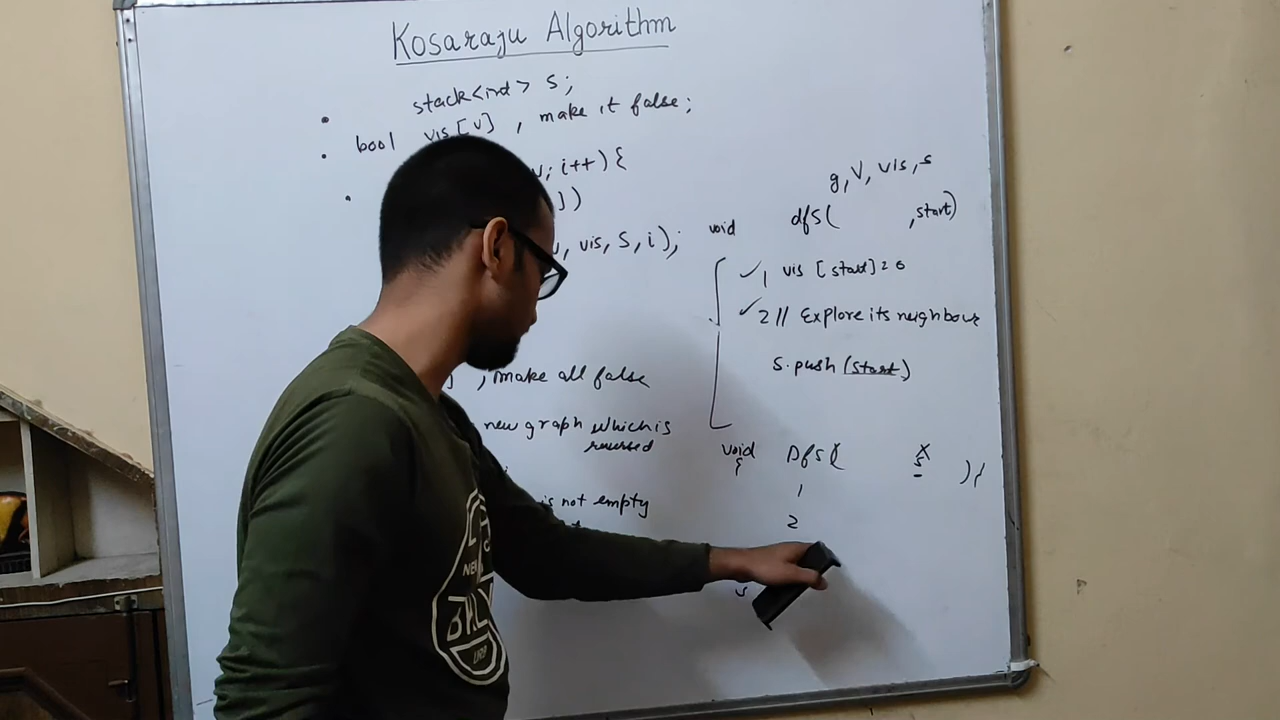 Kosaraju Algorithm
stack<int> S;
bool vis[v] , make it false;
; i++) {
])
, vis, S, i);
, make all false
new graph which is
reversed
is not empty
g, V, vis, s
void dfs( , start)
1 vis [start] = 0
2 // Explore its neighbour
s.push (start)
void Dfs( s )
{
1
2